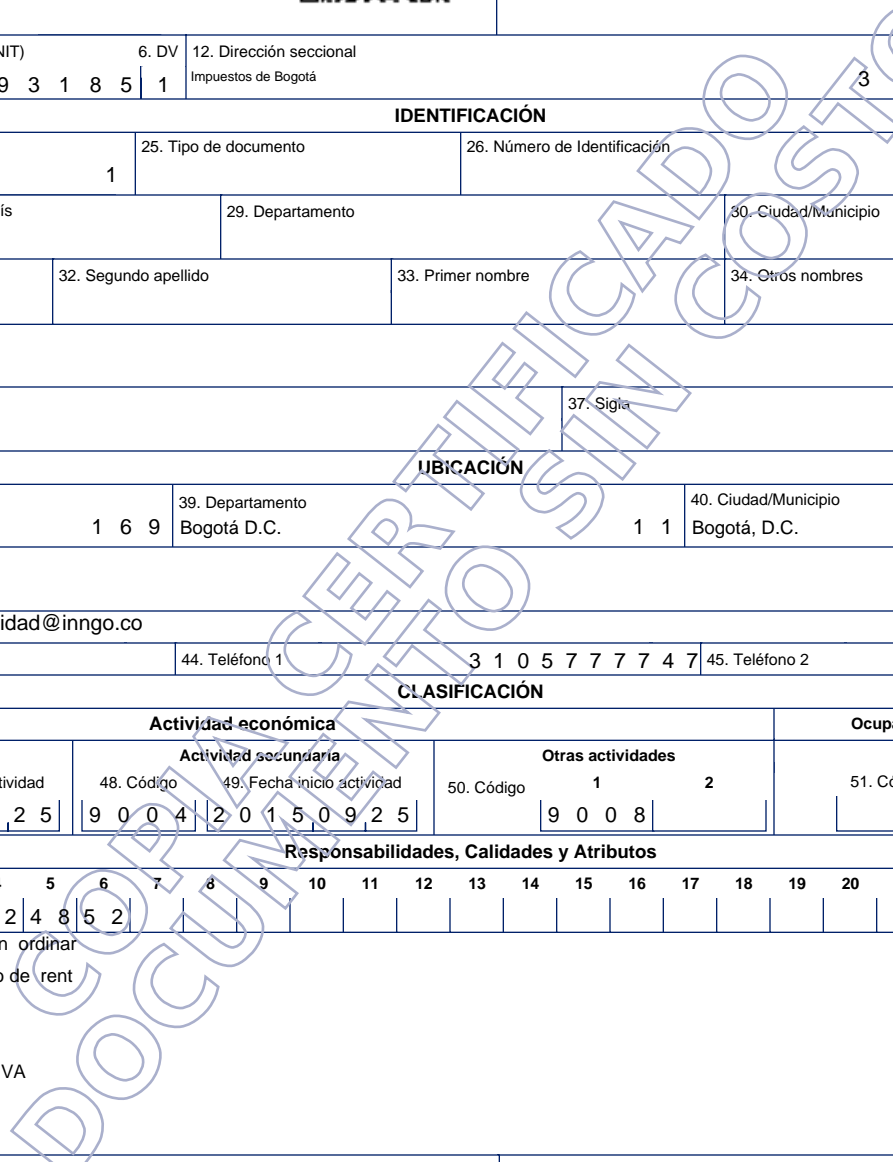 NIT) 6. DV 12. Dirección seccional
9 3 1 8 5 1 Impuestos de Bogotá 3
IDENTIFICACIÓN
25. Tipo de documento 26. Número de Identificación
1
ís 29. Departamento 30. Ciudad/Municipio
32. Segundo apellido 33. Primer nombre 34. Otros nombres
37. Sigla
UBICACIÓN
39. Departamento 40. Ciudad/Municipio
1 6 9 Bogotá D.C. 1 1 Bogotá, D.C.
idad@inngo.co
44. Teléfono 1 3 1 0 5 7 7 7 7 4 7 45. Teléfono 2
CLASIFICACIÓN
Actividad económica Ocupa
Actividad secundaria Otras actividades
tividad 48. Código 49. Fecha inicio actividad 50. Código 1 2 51. Có
2 5 9 0 0 4 2 0 1 5 0 9 2 5 9 0 0 8
Responsabilidades, Calidades y Atributos
5 6 7 8 9 10 11 12 13 14 15 16 17 18 19 20
2 4 8 5 2
n ordinar
o de rent
VA
COPIA CERTIFICADO
DOCUMENTO SIN COSTO